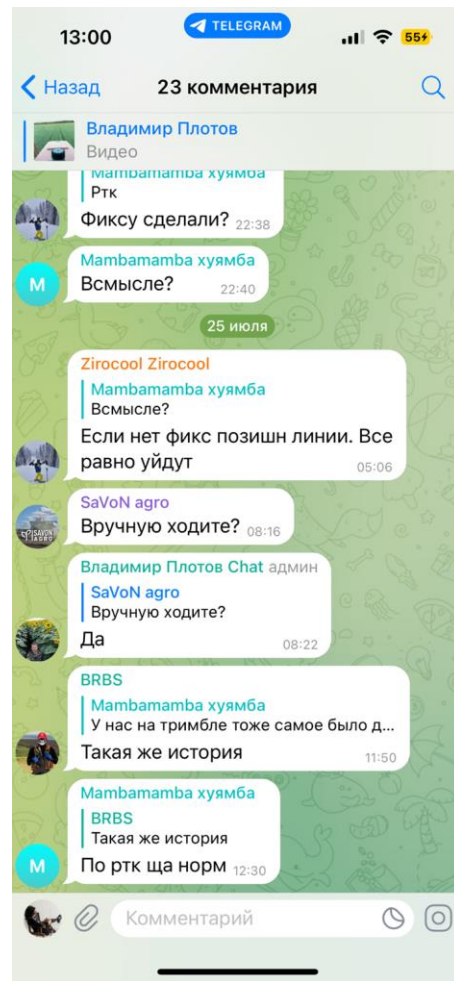 13:00
TELEGRAM
55
Назад
23 комментария
Владимир Плотов
Видео
Mambamamba хуямба
Ртк
Фиксу сделали? 22:38
Mambamamba хуямба
M
Всмысле? 22:40
25 июля
Zirocool Zirocool
Mambamamba хуямба
Всмысле?
Если нет фикс позишн линии. Все
равно уйдут 05:06
SaVoN agro
SAVON
AGRO
Вручную ходите? 08:16
Владимир Плотов Chat админ
SaVoN agro
Вручную ходите?
Да 08:22
BRBS
Mambamamba хуямба
У нас на тримбле тоже самое было д...
Такая же история 11:50
Mambamamba хуямба
BRBS
Такая же история
M
По ртк ща норм 12:30
Комментарий